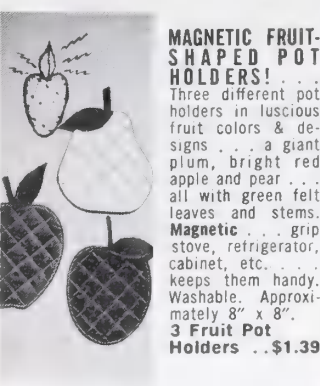 MAGNETIC FRUIT-
SHAPED POT
HOLDERS! . . .
Three different pot
holders in luscious
fruit colors & de-
signs . . . a giant
plum, bright red
apple and pear . . .
all with green felt
leaves and stems.
Magnetic . . . grip
stove, refrigerator,
cabinet, etc. . . .
keeps them handy.
Washable. Approxi-
mately 8" x 8".
3 Fruit Pot
Holders . . $1.39